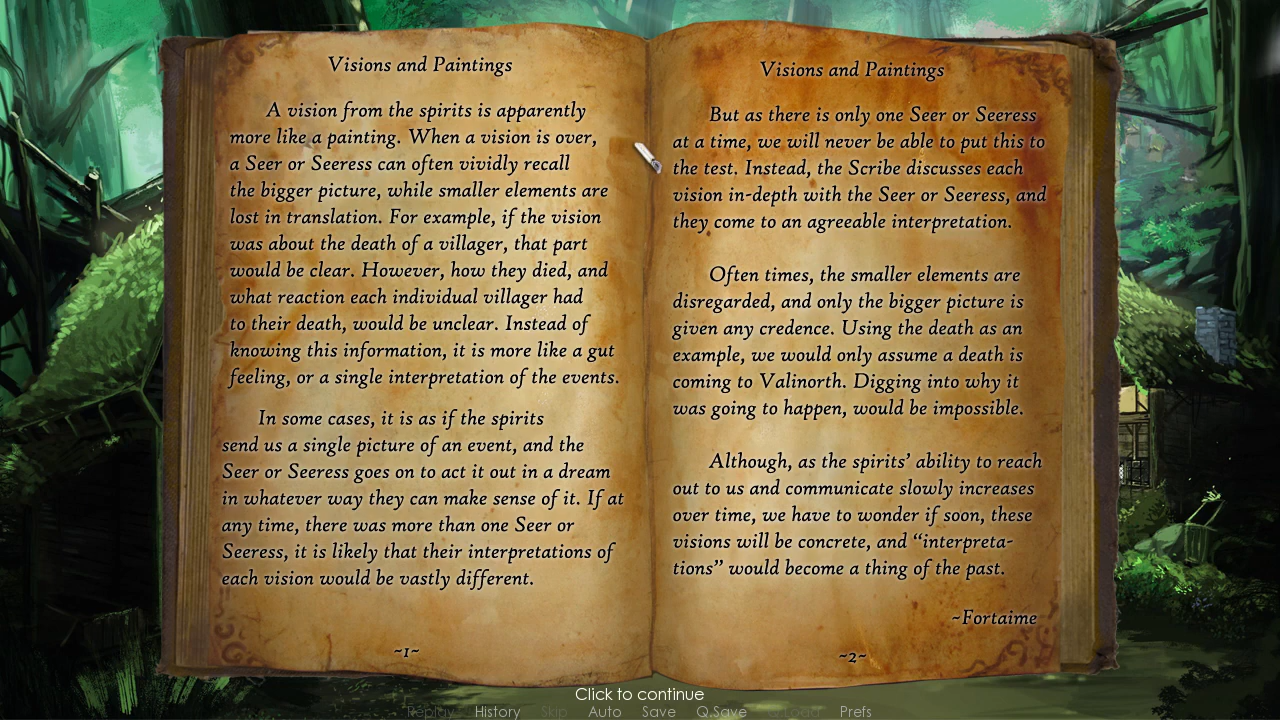 Visions and Paintings
A vision from the spirits is apparently
more like a painting. When a vision is over,
a Seer or Seeress can often vividly recall
the bigger picture, while smaller elements are
lost in translation. For example, if the vision
was about the death of a villager, that part
would be clear. However, how they died, and
what reaction each individual villager had
to their death, would be unclear. Instead of
knowing this information, it is more like a gut
feeling, or a single interpretation of the events.
In some cases, it is as if the spirits
send us a single picture of an event, and the
Seer or Seeress goes on to act it out in a dream
in whatever way they can make sense of it. If at
any time, there was more than one Seer or
Seeress, it is likely that their interpretations of
each vision would be vastly different.
~1~
Visions and Paintings
But as there is only one Seer or Seeress
at a time, we will never be able to put this to
the test. Instead, the Scribe discusses each
vision in-depth with the Seer or Seeress, and
they come to an agreeable interpretation.
Often times, the smaller elements are
disregarded, and only the bigger picture is
given any credence. Using the death as an
example, we would only assume a death is
coming to Valinorth. Digging into why it
was going to happen, would be impossible.
Although, as the spirits' ability to reach
out to us and communicate slowly increases
over time, we have to wonder if soon, these
visions will be concrete, and “interpreta-
tions” would become a thing of the past.
~Fortaime
~2~
Click to continue
Replay History Skip Auto Save Q.Save Q.Load Prefs